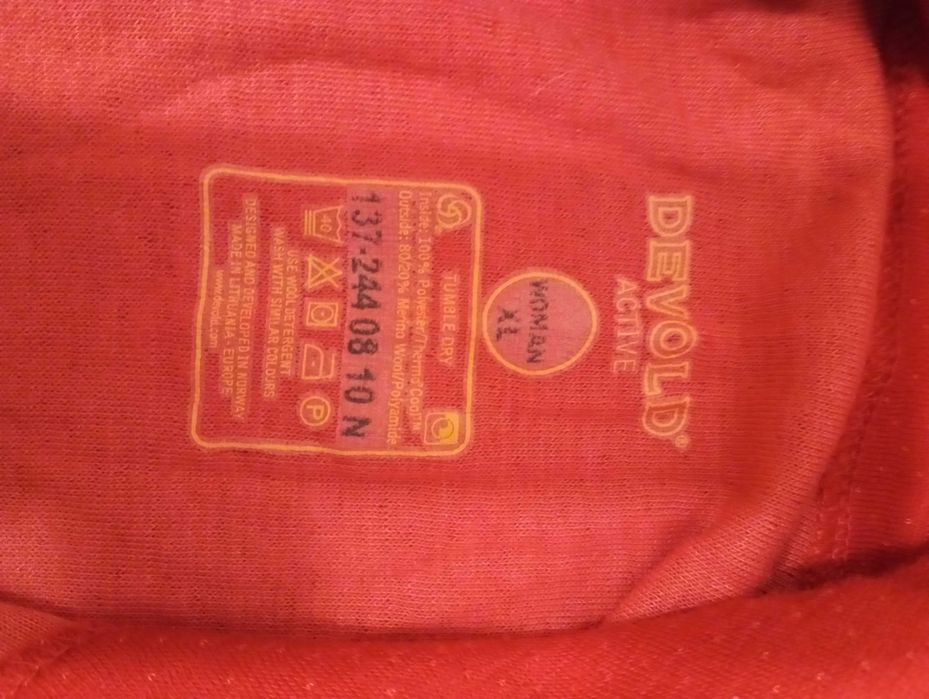 DEVOLD®
ACTIVE
WOMAN
XL
TUMBLE DRY
Inside: 100% Polyester/Thermo°Cool™
Outside: 80/20% Merino Wool/Polyamide
137-244 08 10 N
40
P
USE WOOL DETERGENT
WASH WITH SIMILAR COLOURS
DESIGNED AND DEVELOPED IN NORWAY
MADE IN LITHUANIA - EUROPE
www.devold.com